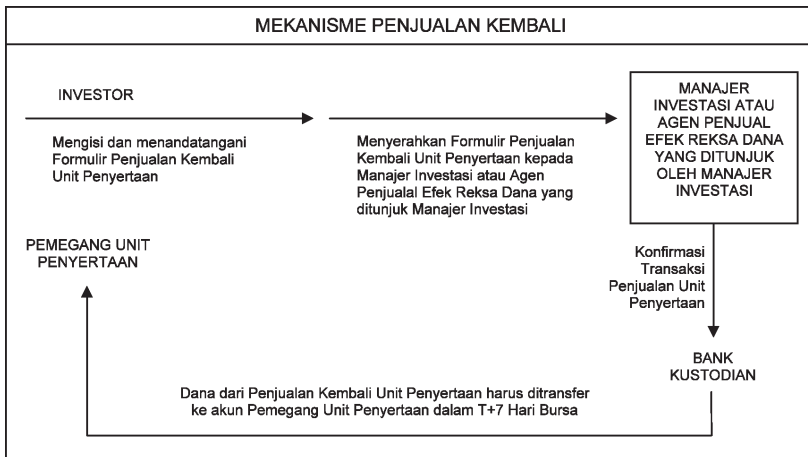 MEKANISME PENJUALAN KEMBALI
INVESTOR
Mengisi dan menandatangani
Formulir Penjualan Kembali
Unit Penyertaan
Menyerahkan Formulir Penjualan
Kembali Unit Penyertaan kepada
Manajer Investasi atau Agen
Penjualal Efek Reksa Dana yang
ditunjuk Manajer Investasi
MANAJER
INVESTASI ATAU
AGEN PENJUAL
EFEK REKSA DANA
YANG DITUNJUK
OLEH MANAJER
INVESTASI
PEMEGANG UNIT
PENYERTAAN
Konfirmasi
Transaksi
Penjualan Unit
Penyertaan
BANK
KUSTODIAN
Dana dari Penjualan Kembali Unit Penyertaan harus ditransfer
ke akun Pemegang Unit Penyertaan dalam T+7 Hari Bursa